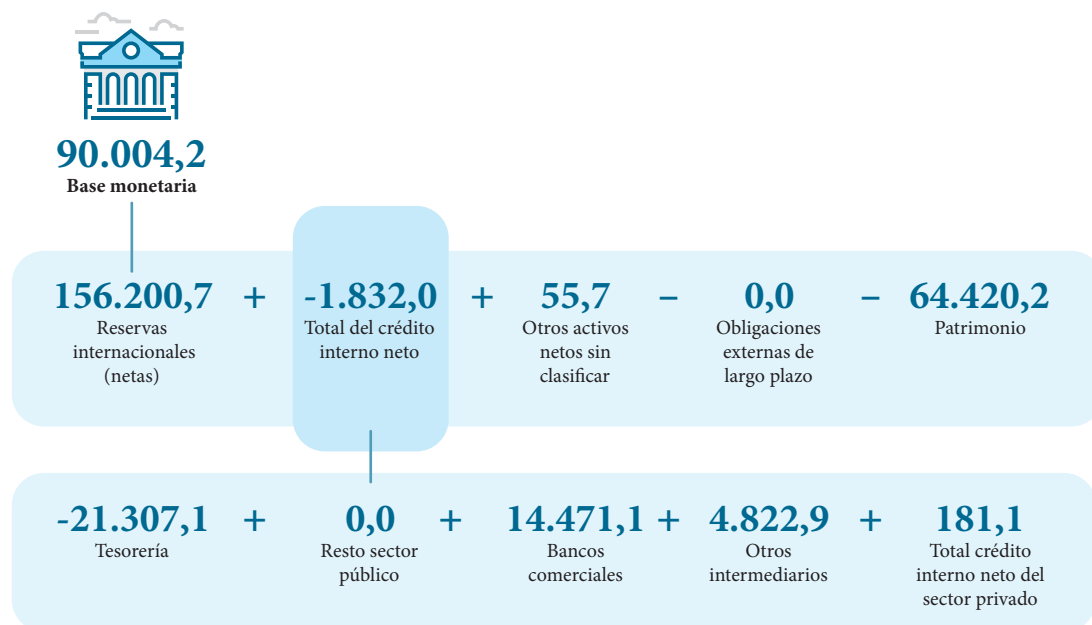 90.004,2
Base monetaria
156.200,7 + -1.832,0 + 55,7 – 0,0 – 64.420,2
Reservas
internacionales
(netas)
Total del crédito
interno neto
Otros activos
netos sin
clasificar
Obligaciones
externas de
largo plazo
Patrimonio
-21.307,1 + 0,0 + 14.471,1 + 4.822,9 + 181,1
Tesorería
Resto sector
público
Bancos
comerciales
Otros
intermediarios
Total crédito
interno neto del
sector privado